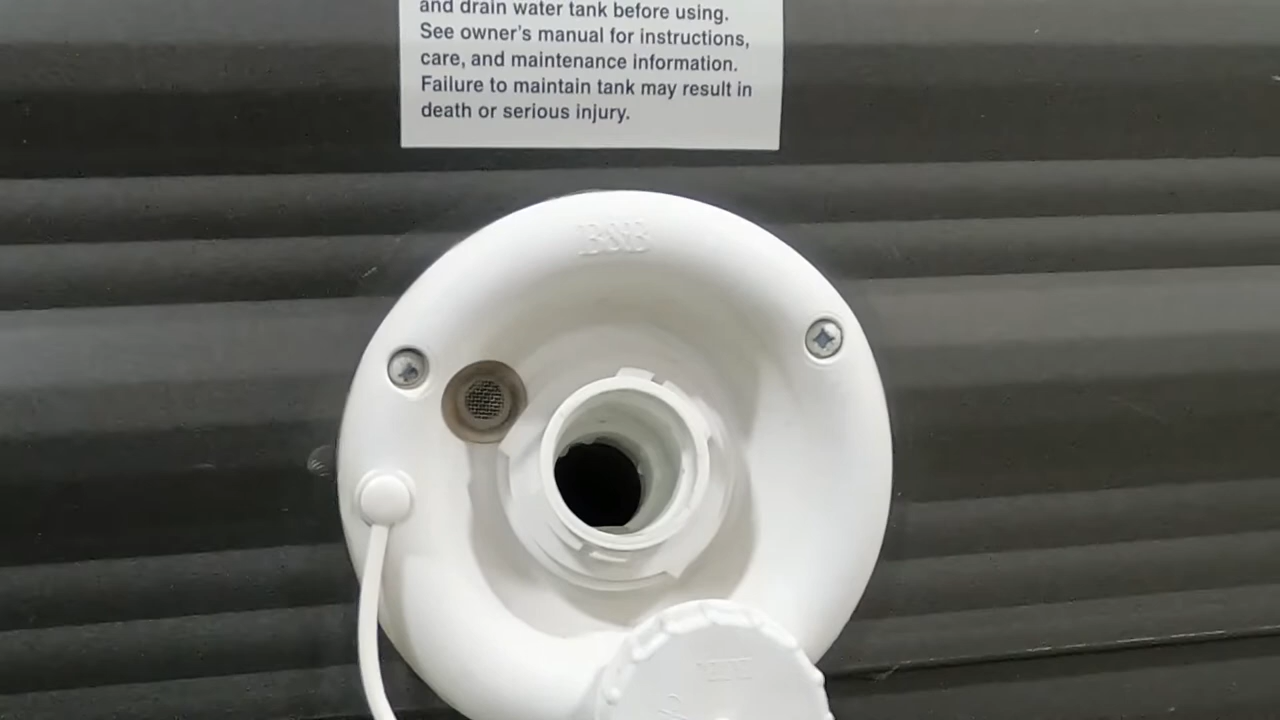 and drain water tank before using.
See owner's manual for instructions,
care, and maintenance information.
Failure to maintain tank may result in
death or serious injury.
B&B